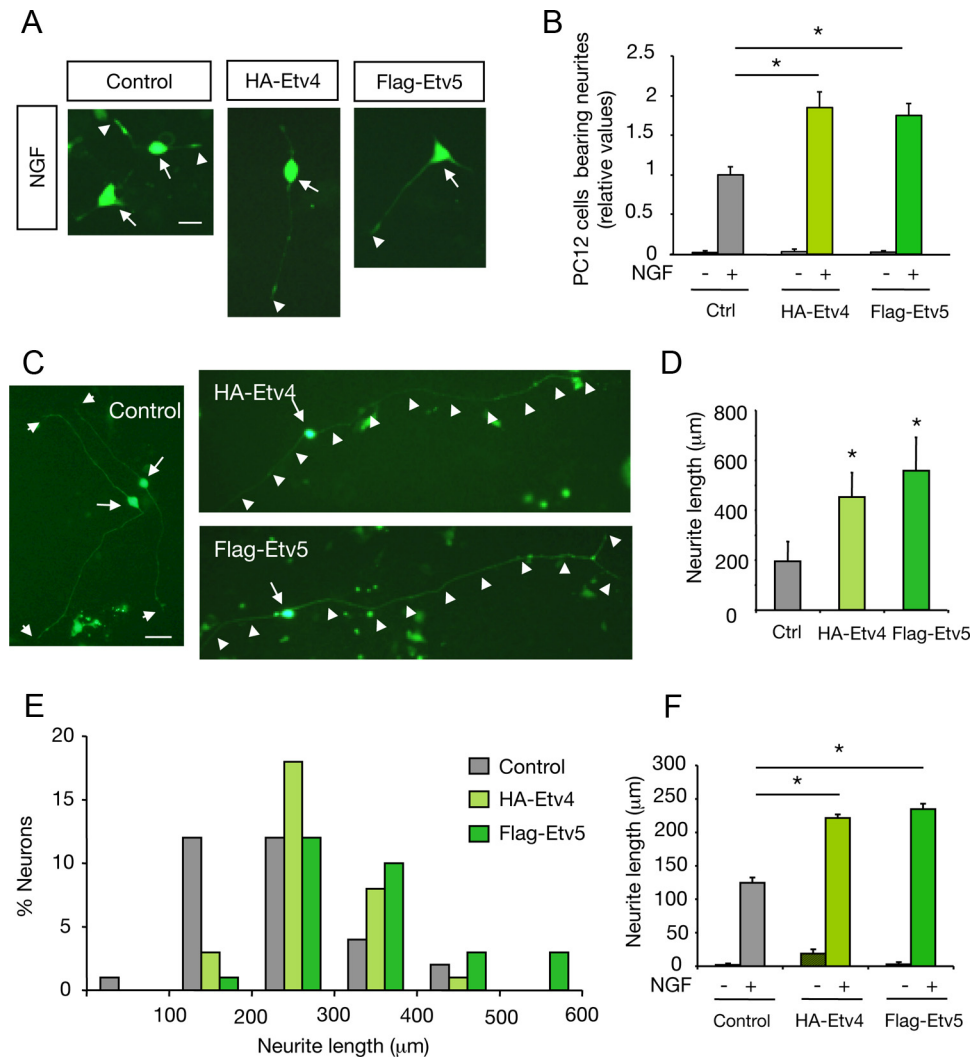 A
Control
HA-Etv4
Flag-Etv5
NGF
B
PC12 cells bearing neurites
(relative values)
2.5
2
1.5
1
0.5
0
*
*
NGF - + - + - +
Ctrl HA-Etv4 Flag-Etv5
C
Control
HA-Etv4
Flag-Etv5
D
Neurite length (μm)
800
600
400
200
0
*
*
Ctrl HA-Etv4 Flag-Etv5
E
% Neurons
20
15
10
5
0
Control
HA-Etv4
Flag-Etv5
100 200 300 400 500 600
Neurite length (μm)
F
Neurite length (μm)
300
250
200
150
100
50
0
*
*
NGF - + - + - +
Control HA-Etv4 Flag-Etv5